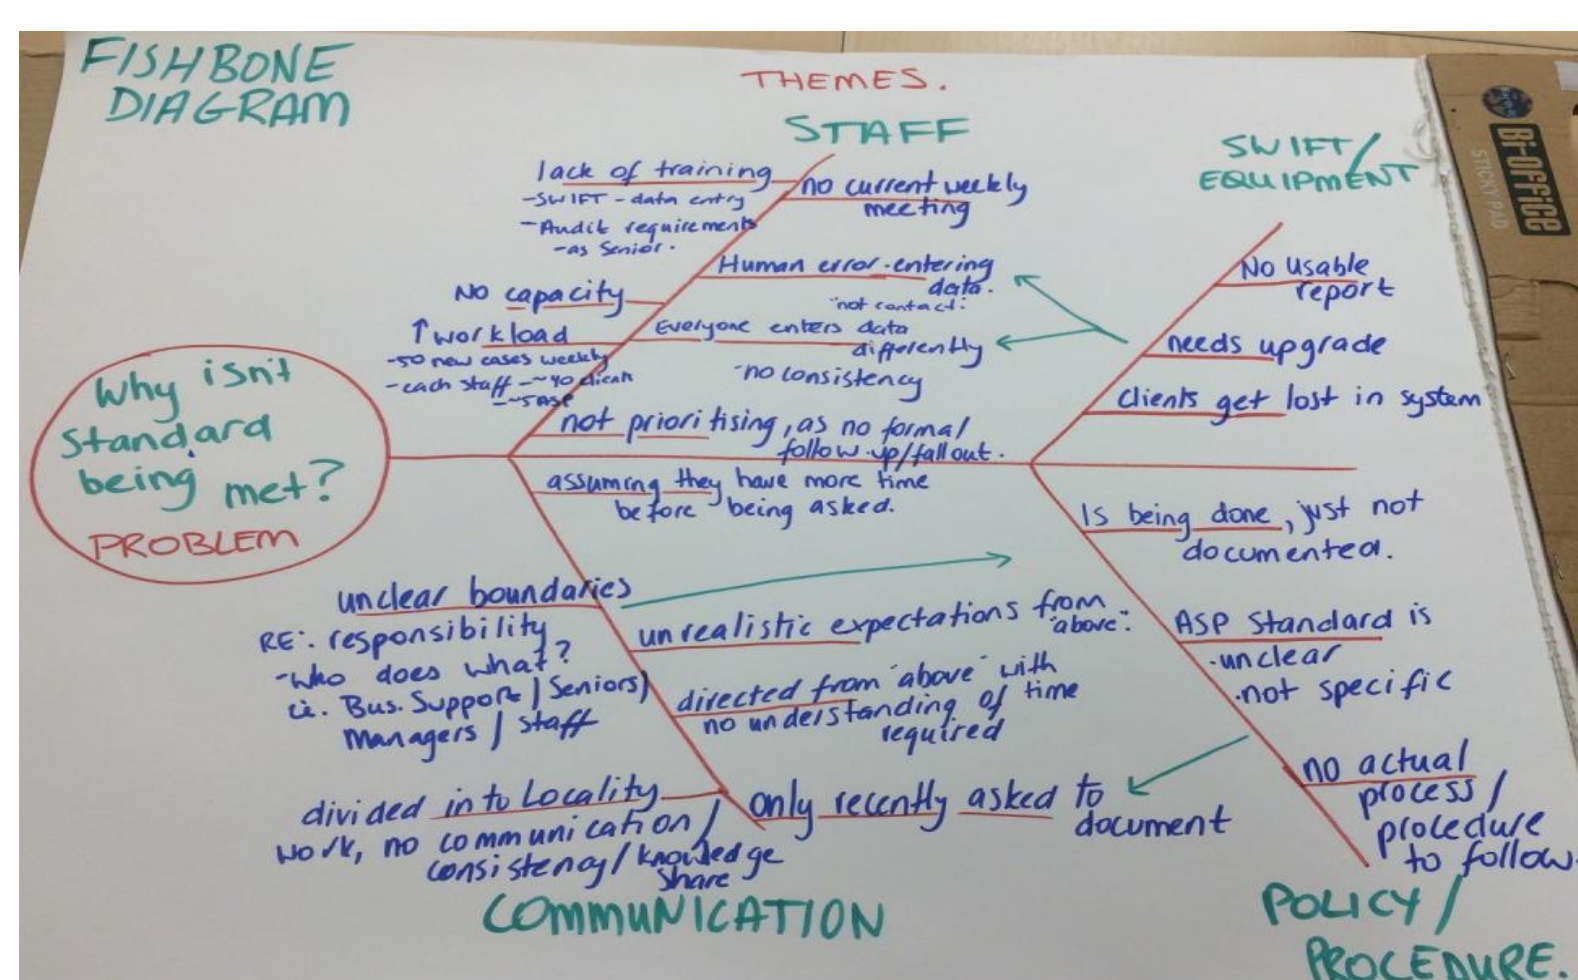 FISHBONE
DIAGRAM
THEMES.
STAFF
lack of training
-SWIFT - data entry
-Audit requirements
-as Senior.
No capacity
↑ workload
-50 new cases weekly
-each staff -~40 clients
-~5 ASP
no current weekly
meeting
Human error-entering
data.
"not contact."
Everyone enters data
differently
-no consistency
not prioritising, as no formal
follow-up/fallout.
SWIFT/
EQUIPMENT
No usable
report
needs upgrade
clients get lost in system
Why isn't
Standard
being met?
PROBLEM
assuming they have more time
before being asked.
unclear boundaries
RE: responsibility
-who does what?
ie. Bus. Support / Seniors /
Managers / staff
divided into Locality
work, no communication /
consistency / knowledge
share
unrealistic expectations from
"above".
directed from "above" with
no understanding of time
required
only recently asked to
document
COMMUNICATION
Is being done, just not
documented.
ASP Standard is
.unclear
.not specific
no actual
process /
procedure
to follow.
POLICY /
PROCEDURE.
Bi-OFFiCE
STICKY PAD